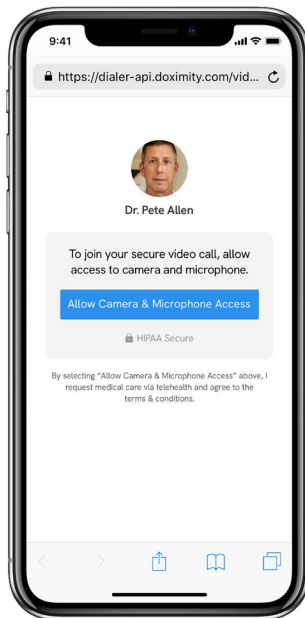 9:41
https://dialer-api.doximity.com/vid...
Dr. Pete Allen
To join your secure video call, allow
access to camera and microphone.
Allow Camera & Microphone Access
HIPAA Secure
By selecting “Allow Camera & Microphone Access” above, I
request medical care via telehealth and agree to the
terms & conditions.